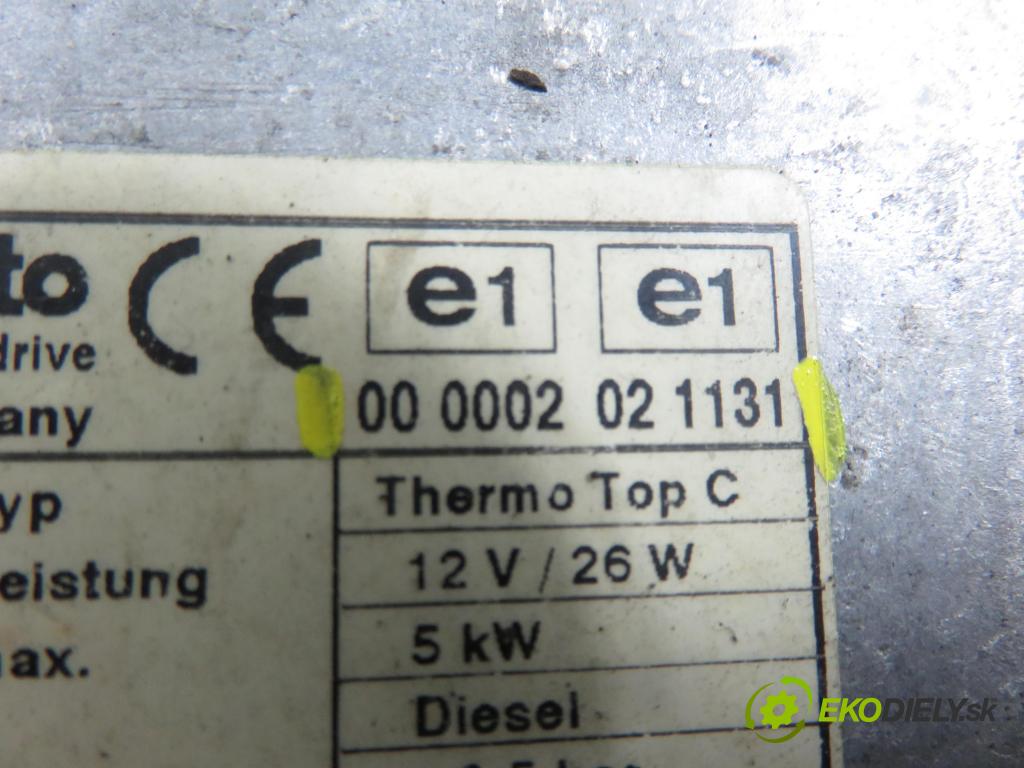 to CE e1 e1
drive
any 00 0002 02 1131
yp Thermo Top C
eistung 12 V / 26 W
ax. 5 kW
Diesel
EKODIELY.sk